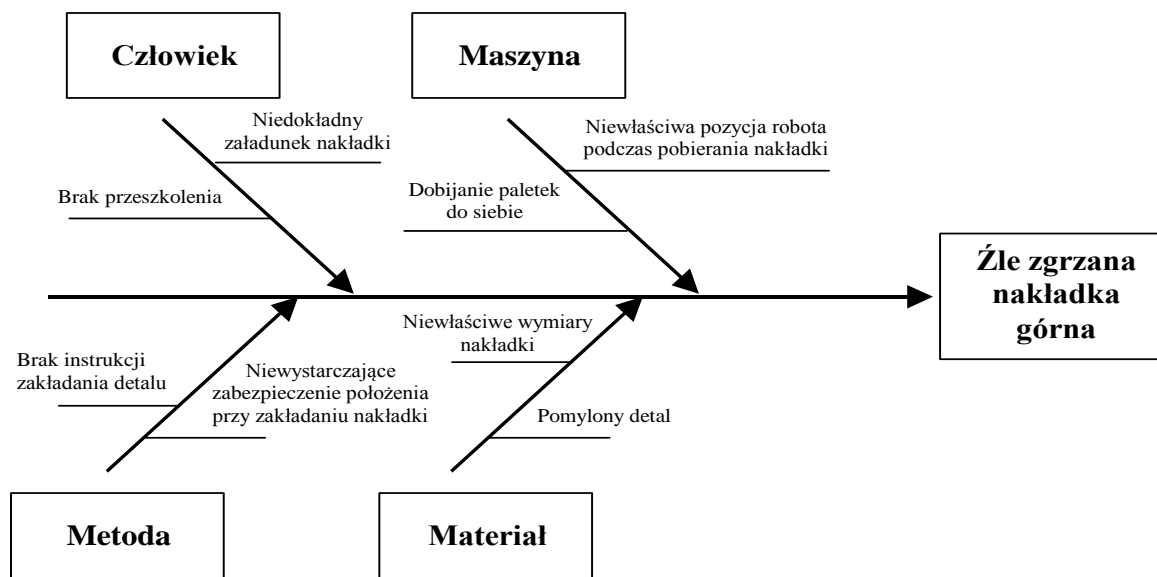 Człowiek
Maszyna
Niedokładny
załadunek nakładki
Niewłaściwa pozycja robota
podczas pobierania nakładki
Brak przeszkolenia
Dobijanie paletek
do siebie
Źle zgrzana
nakładka
górna
Niewłaściwe wymiary
nakładki
Brak instrukcji
zakładania detalu
Niewystarczające
zabezpieczenie położenia
przy zakładaniu nakładki
Pomylony detal
Metoda
Materiał